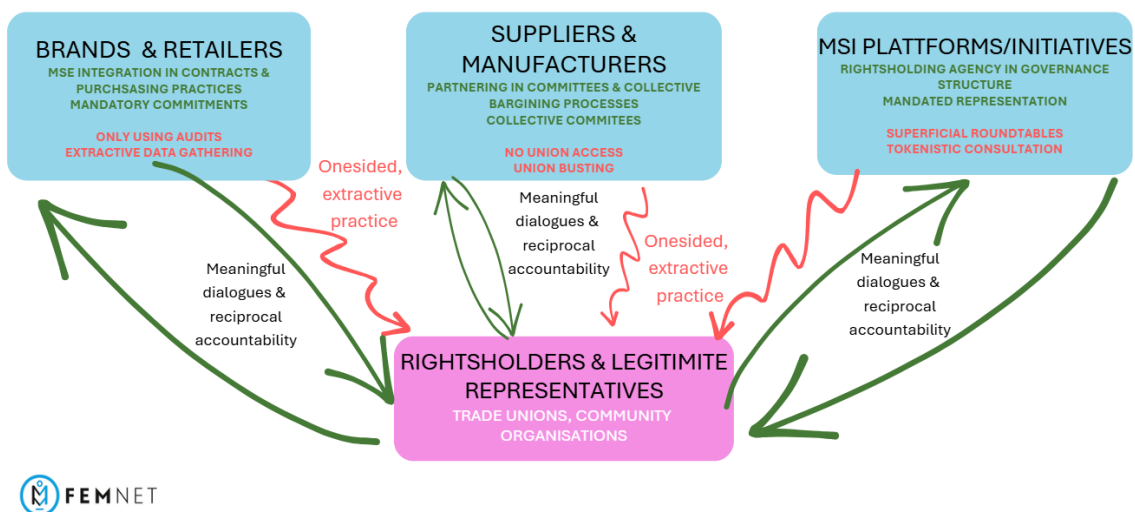 BRANDS & RETAILERS
MSE INTEGRATION IN CONTRACTS &
PURCHSASING PRACTICES
MANDATORY COMMITMENTS
ONLY USING AUDITS
EXTRACTIVE DATA GATHERING
SUPPLIERS &
MANUFACTURERS
PARTNERING IN COMMITTEES & COLLECTIVE
BARGINING PROCESSES
COLLECTIVE COMMITEES
NO UNION ACCESS
UNION BUSTING
MSI PLATTFORMS/INITIATIVES
RIGHTSHOLDING AGENCY IN GOVERNANCE
STRUCTURE
MANDATED REPRESENTATION
SUPERFICIAL ROUNDTABLES
TOKENISTIC CONSULTATION
Onesided,
extractive
practice
Meaningful
dialogues &
reciprocal
accountability
Meaningful
dialogues &
reciprocal
accountability
Onesided,
extractive
practice
Meaningful
dialogues &
reciprocal
accountability
RIGHTSHOLDERS & LEGITIMITE
REPRESENTATIVES
TRADE UNIONS, COMMUNITY
ORGANISATIONS
FEMNET